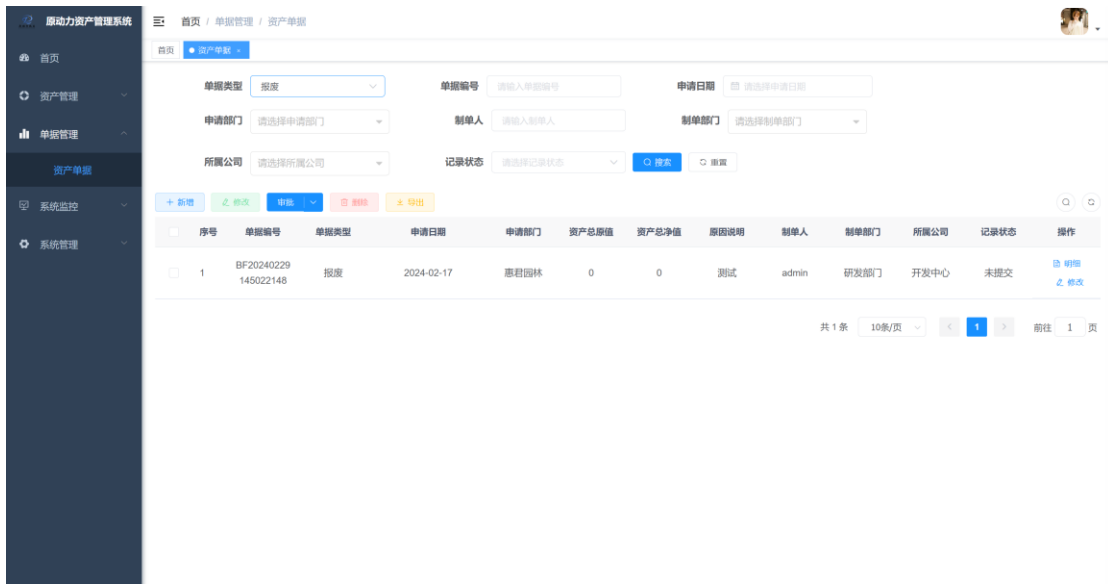 原动力资产管理系统
首页 / 单据管理 / 资产单据
首页
资产单据 ×
首页
资产管理
单据管理
资产单据
系统监控
系统管理
单据类型 报废 单据编号 请输入单据编号 申请日期 请选择申请日期
申请部门 请选择申请部门 制单人 请输入制单人 制单部门 请选择制单部门
所属公司 请选择所属公司 记录状态 请选择记录状态 搜索 重置
+ 新增 修改 审批 删除 导出
序号 单据编号 单据类型 申请日期 申请部门 资产总原值 资产总净值 原因说明 制单人 制单部门 所属公司 记录状态 操作
1 BF20240229 145022148 报废 2024-02-17 惠君园林 0 0 测试 admin 研发部门 开发中心 未提交 明细
修改
共 1 条 10条/页 < 1 > 前往 1 页